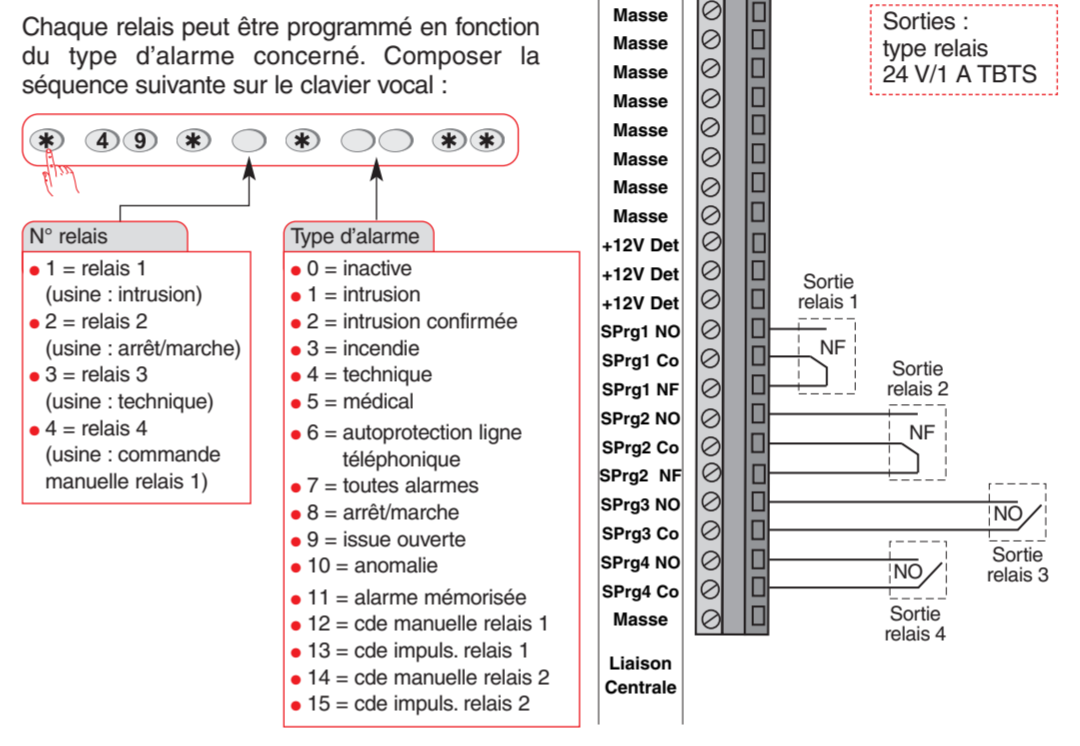 Chaque relais peut être programmé en fonction
du type d'alarme concerné. Composer la
séquence suivante sur le clavier vocal :
* 4 9 * * **
N° relais
• 1 = relais 1
(usine : intrusion)
• 2 = relais 2
(usine : arrêt/marche)
• 3 = relais 3
(usine : technique)
• 4 = relais 4
(usine : commande
manuelle relais 1)
Type d'alarme
• 0 = inactive
• 1 = intrusion
• 2 = intrusion confirmée
• 3 = incendie
• 4 = technique
• 5 = médical
• 6 = autoprotection ligne
téléphonique
• 7 = toutes alarmes
• 8 = arrêt/marche
• 9 = issue ouverte
• 10 = anomalie
• 11 = alarme mémorisée
• 12 = cde manuelle relais 1
• 13 = cde impuls. relais 1
• 14 = cde manuelle relais 2
• 15 = cde impuls. relais 2
Masse
Masse
Masse
Masse
Masse
Masse
Masse
Masse
+12V Det
+12V Det
+12V Det
SPrg1 NO
SPrg1 Co
SPrg1 NF
SPrg2 NO
SPrg2 Co
SPrg2 NF
SPrg3 NO
SPrg3 Co
SPrg4 NO
SPrg4 Co
Masse
Liaison
Centrale
Sorties :
type relais
24 V/1 A TBTS
Sortie
relais 1
NF
Sortie
relais 2
NF
NO
Sortie
relais 3
NO
Sortie
relais 4